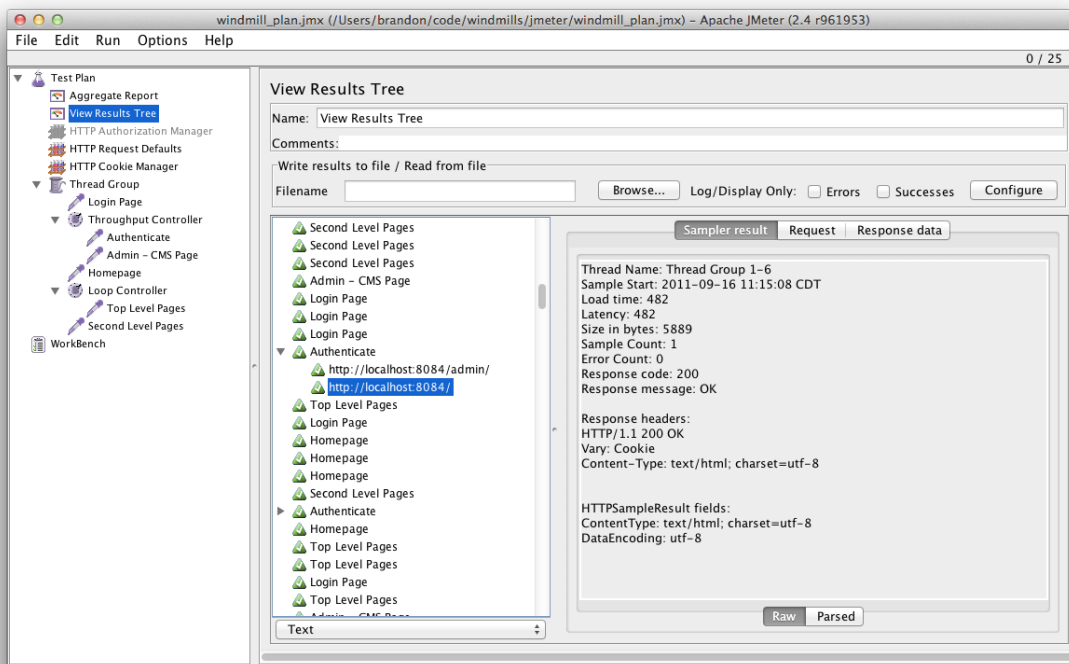 windmill_plan.jmx (/Users/brandon/code/windmills/jmeter/windmill_plan.jmx) – Apache JMeter (2.4 r961953)
File Edit Run Options Help
0 / 25
Test Plan
Aggregate Report
View Results Tree
HTTP Authorization Manager
HTTP Request Defaults
HTTP Cookie Manager
Thread Group
Login Page
Throughput Controller
Authenticate
Admin – CMS Page
Homepage
Loop Controller
Top Level Pages
Second Level Pages
WorkBench
View Results Tree
Name: View Results Tree
Comments:
Write results to file / Read from file
Filename Browse... Log/Display Only: Errors Successes Configure
Second Level Pages
Second Level Pages
Second Level Pages
Admin – CMS Page
Login Page
Login Page
Login Page
Authenticate
http://localhost:8084/admin/
http://localhost:8084/
Top Level Pages
Login Page
Homepage
Homepage
Homepage
Second Level Pages
Authenticate
Homepage
Top Level Pages
Top Level Pages
Login Page
Top Level Pages
Admin – CMS Page
Text
Sampler result Request Response data
Thread Name: Thread Group 1-6
Sample Start: 2011-09-16 11:15:08 CDT
Load time: 482
Latency: 482
Size in bytes: 5889
Sample Count: 1
Error Count: 0
Response code: 200
Response message: OK
Response headers:
HTTP/1.1 200 OK
Vary: Cookie
Content-Type: text/html; charset=utf-8
HTTPSampleResult fields:
ContentType: text/html; charset=utf-8
DataEncoding: utf-8
Raw Parsed